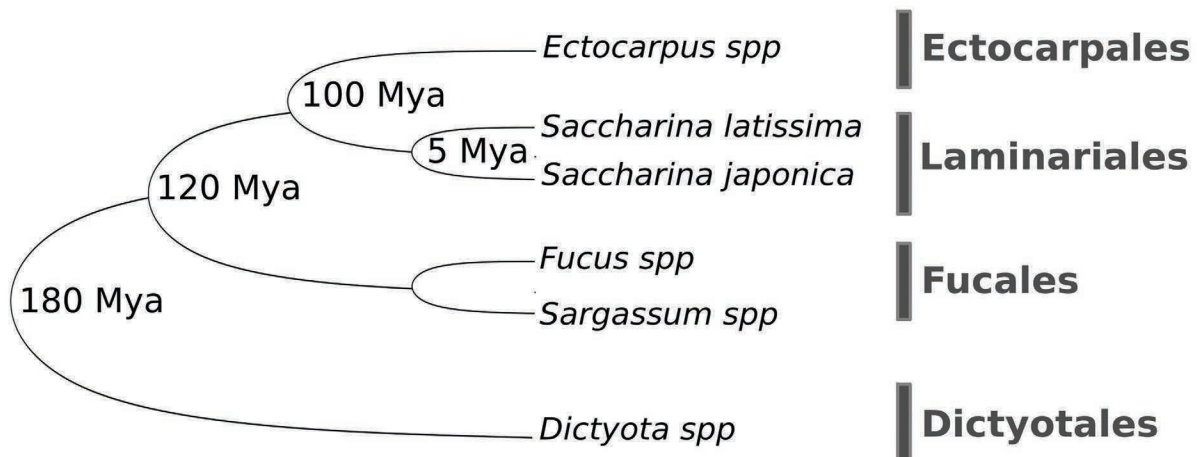 Ectocarpus spp
Ectocarpales
100 Mya
Saccharina latissima
5 Mya
Laminariales
Saccharina japonica
120 Mya
Fucus spp
Fucales
180 Mya
Sargassum spp
Dictyota spp
Dictyotales